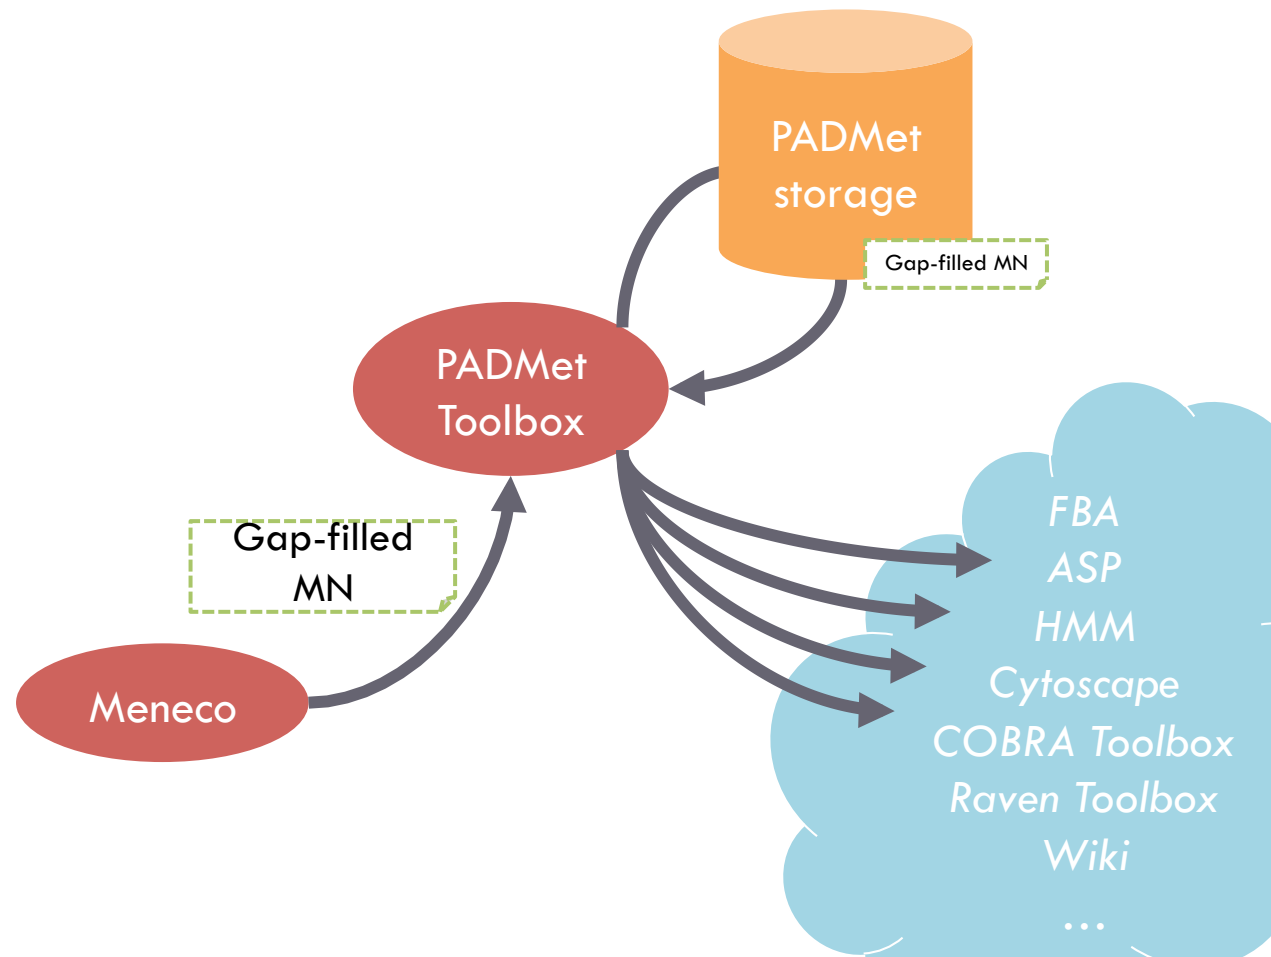 PADMet
storage
Gap-filled MN
PADMet
Toolbox
Gap-filled
MN
Meneco
FBA
ASP
HMM
Cytoscape
COBRA Toolbox
Raven Toolbox
Wiki
...